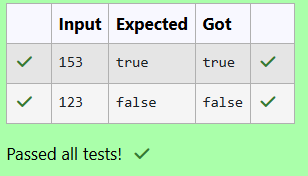 Input Expected Got
153 true true
123 false false
Passed all tests!